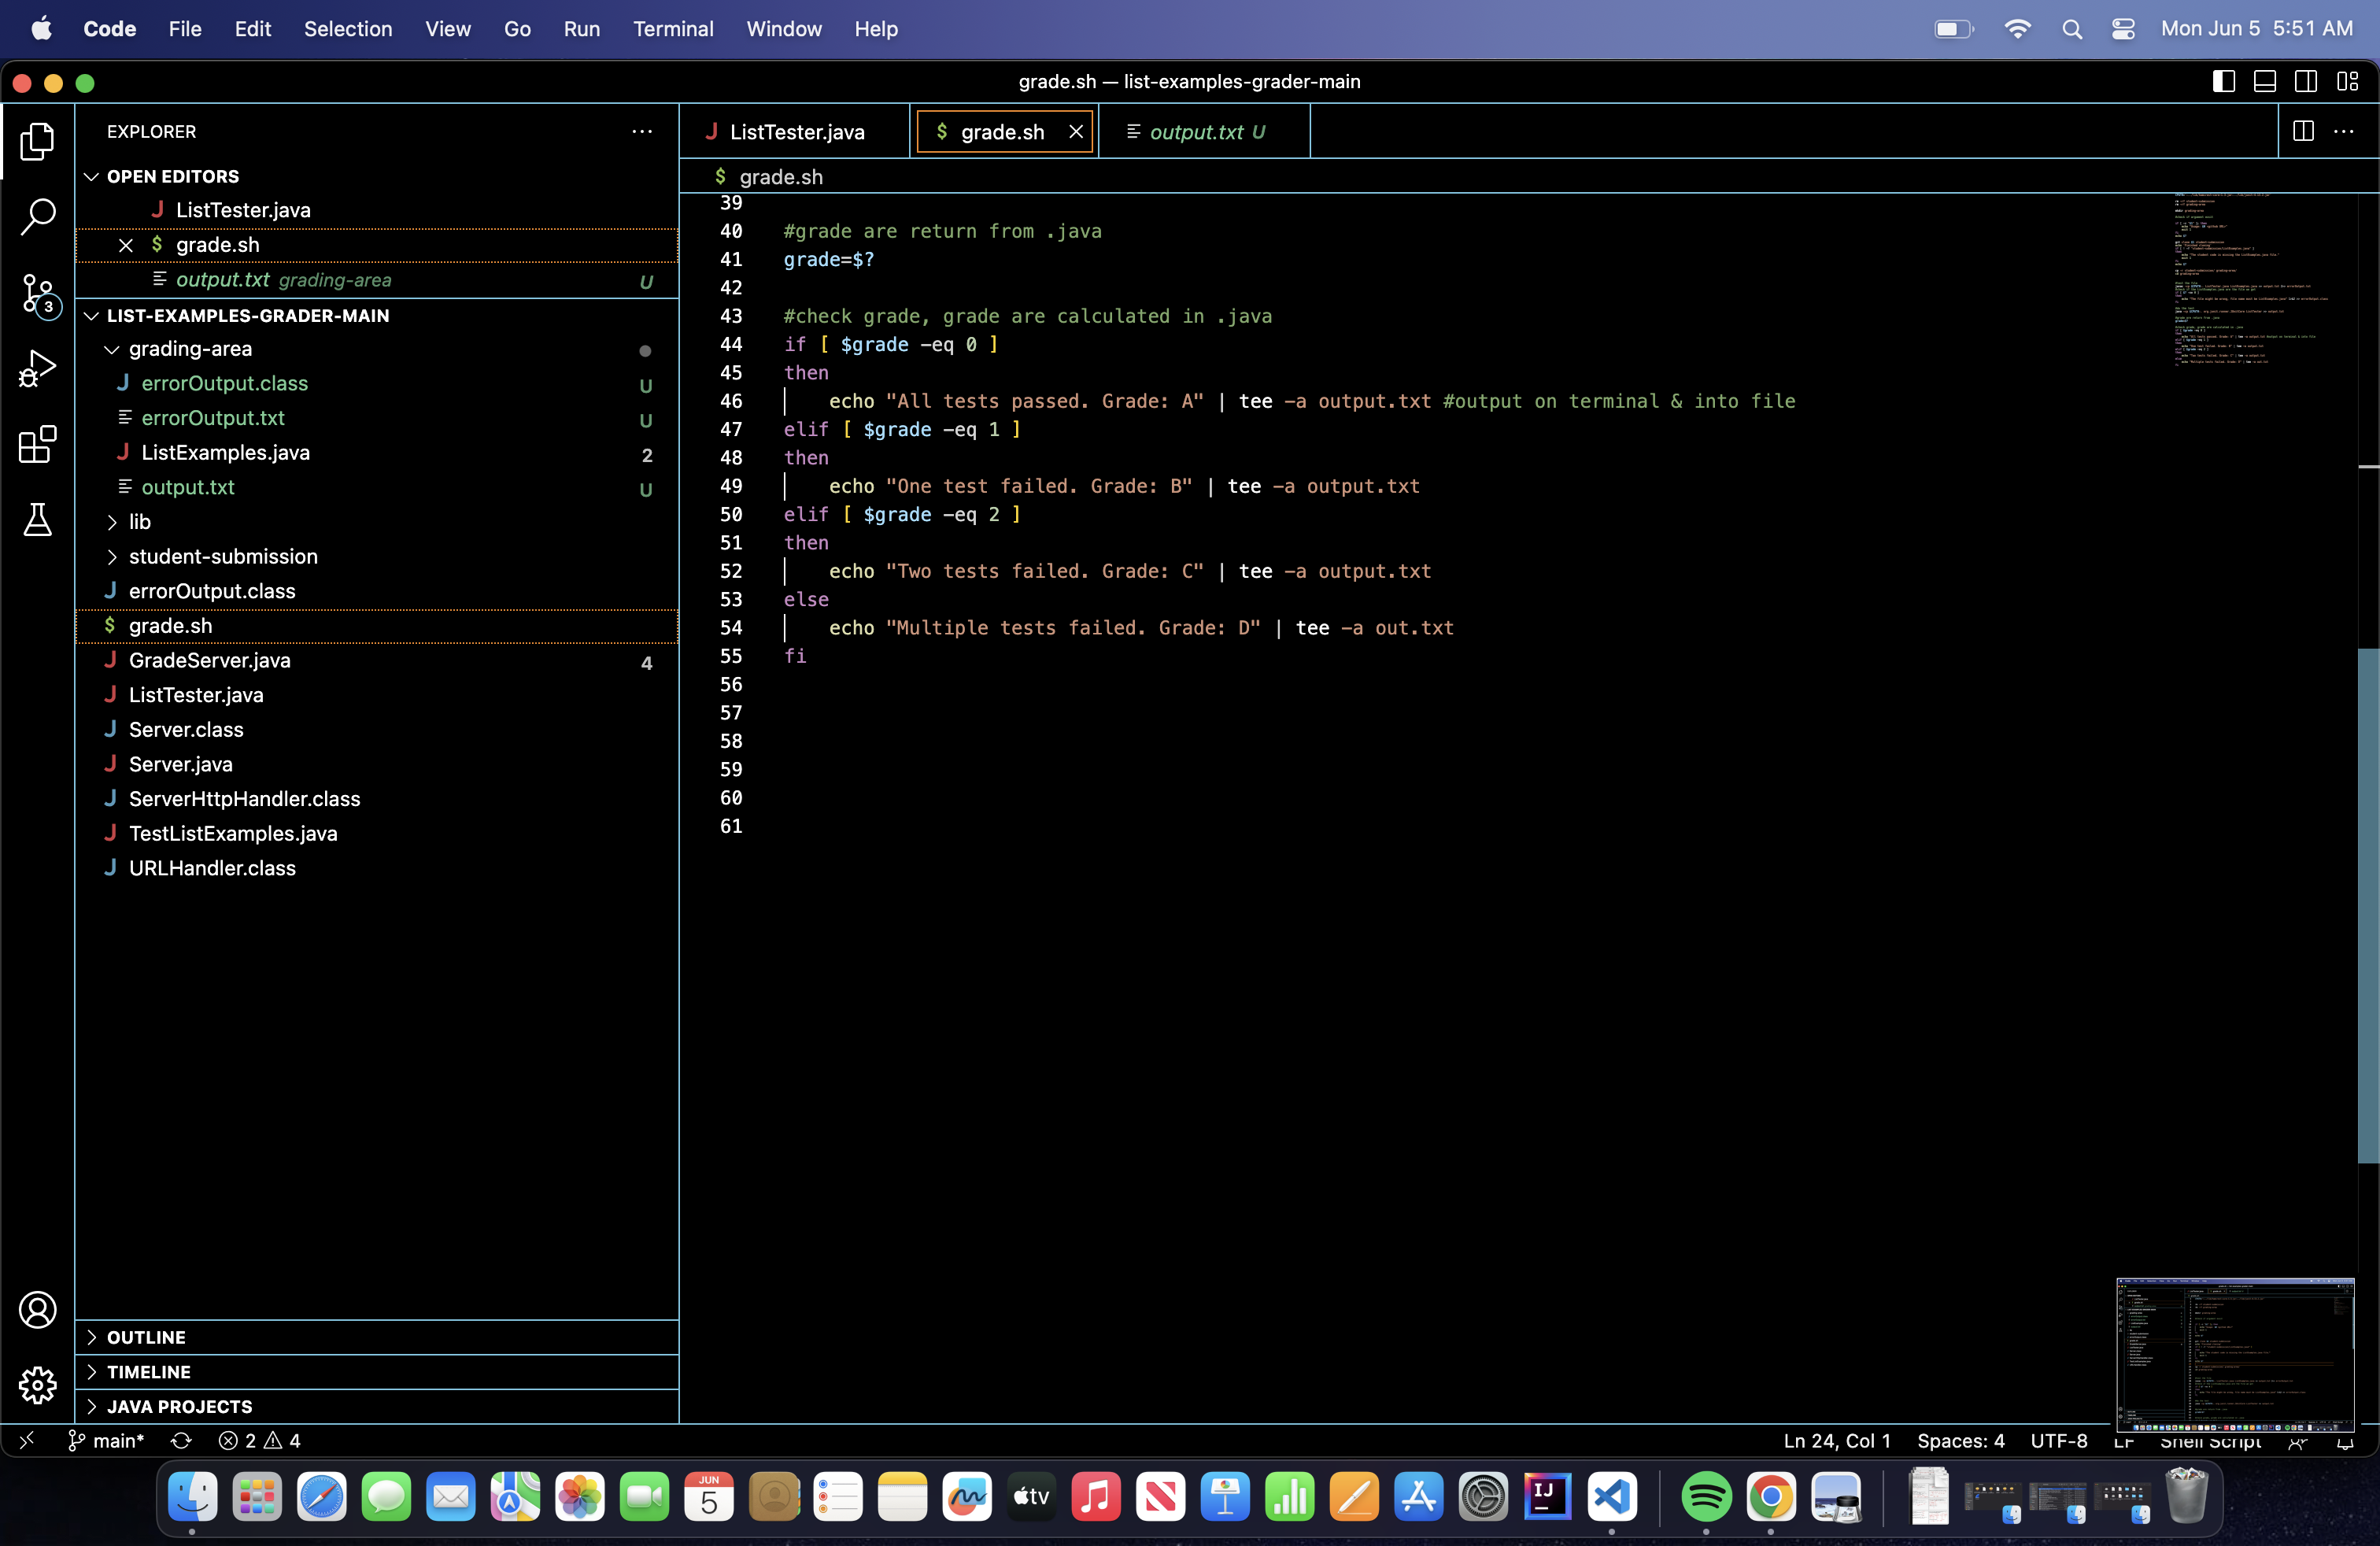 Code File Edit Selection View Go Run Terminal Window Help Mon Jun 5 5:51 AM
grade.sh — list-examples-grader-main
EXPLORER
OPEN EDITORS
J ListTester.java
$ grade.sh
output.txt grading-area U
3
LIST-EXAMPLES-GRADER-MAIN
grading-area
J errorOutput.class U
errorOutput.txt U
J ListExamples.java 2
output.txt U
lib
student-submission
J errorOutput.class
$ grade.sh
J GradeServer.java 4
J ListTester.java
J Server.class
J Server.java
J ServerHttpHandler.class
J TestListExamples.java
J URLHandler.class
OUTLINE
TIMELINE
JAVA PROJECTS
J ListTester.java $ grade.sh output.txt U
$ grade.sh
39
40 #grade are return from .java
41 grade=$?
42
43 #check grade, grade are calculated in .java
44 if [ $grade -eq 0 ]
45 then
46 echo "All tests passed. Grade: A" | tee -a output.txt #output on terminal & into file
47 elif [ $grade -eq 1 ]
48 then
49 echo "One test failed. Grade: B" | tee -a output.txt
50 elif [ $grade -eq 2 ]
51 then
52 echo "Two tests failed. Grade: C" | tee -a output.txt
53 else
54 echo "Multiple tests failed. Grade: D" | tee -a out.txt
55 fi
56
57
58
59
60
61
main* 2 4 Ln 24, Col 1 Spaces: 4 UTF-8 LF Shell Script
JUN
5
tv
IJ